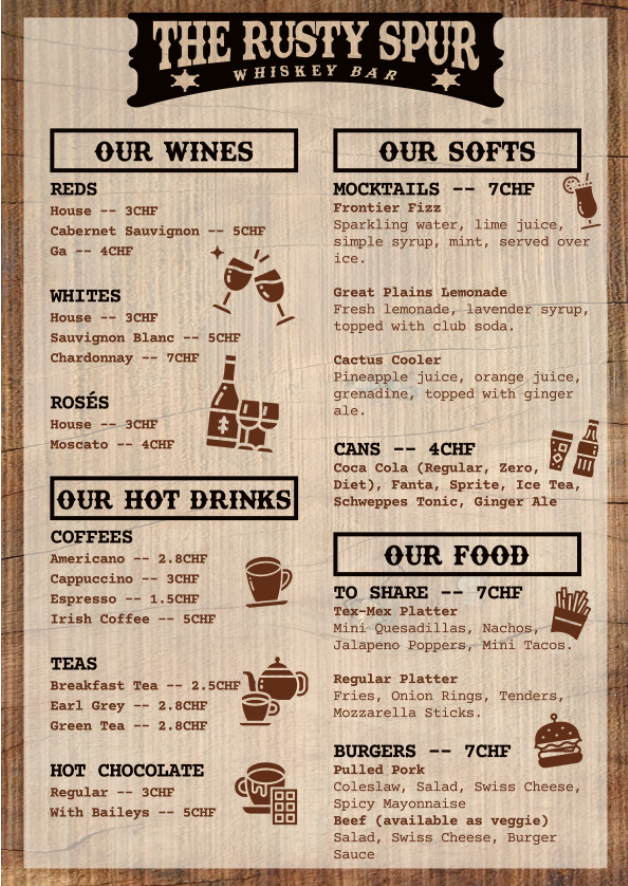 THE RUSTY SPUR
WHISKEY BAR
OUR WINES
REDS
House -- 3CHF
Cabernet Sauvignon -- 5CHF
Ga -- 4CHF
WHITES
House -- 3CHF
Sauvignon Blanc -- 5CHF
Chardonnay -- 7CHF
ROSÉS
House -- 3CHF
Moscato -- 4CHF
OUR HOT DRINKS
COFFEES
Americano -- 2.8CHF
Cappuccino -- 3CHF
Espresso -- 1.5CHF
Irish Coffee -- 5CHF
TEAS
Breakfast Tea -- 2.5CHF
Earl Grey -- 2.8CHF
Green Tea -- 2.8CHF
HOT CHOCOLATE
Regular -- 3CHF
With Baileys -- 5CHF
OUR SOFTS
MOCKTAILS -- 7CHF
Frontier Fizz
Sparkling water, lime juice,
simple syrup, mint, served over
ice.
Great Plains Lemonade
Fresh lemonade, lavender syrup,
topped with club soda.
Cactus Cooler
Pineapple juice, orange juice,
grenadine, topped with ginger
ale.
CANS -- 4CHF
Coca Cola (Regular, Zero,
Diet), Fanta, Sprite, Ice Tea,
Schweppes Tonic, Ginger Ale
OUR FOOD
TO SHARE -- 7CHF
Tex-Mex Platter
Mini Quesadillas, Nachos,
Jalapeno Poppers, Mini Tacos.
Regular Platter
Fries, Onion Rings, Tenders,
Mozzarella Sticks.
BURGERS -- 7CHF
Pulled Pork
Coleslaw, Salad, Swiss Cheese,
Spicy Mayonnaise
Beef (available as veggie)
Salad, Swiss Cheese, Burger
Sauce